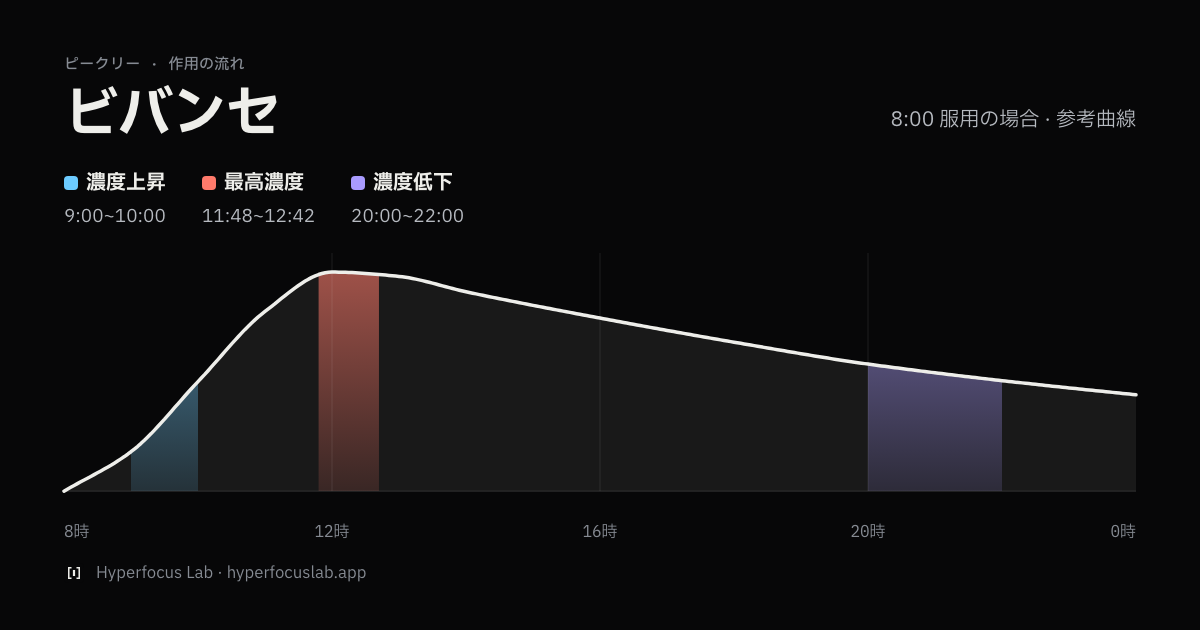 ピークリー · 作用の流れ
ビバンセ
8:00 服用の場合 · 参考曲線
濃度上昇 最高濃度 濃度低下
9:00~10:00 11:48~12:42 20:00~22:00
8時 12時 16時 20時 0時
Hyperfocus Lab · hyperfocuslab.app